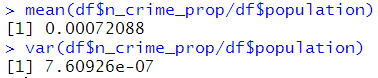 > mean(df$n_crime_prop/df$population)
[1] 0.00072088
> var(df$n_crime_prop/df$population)
[1] 7.60926e-07